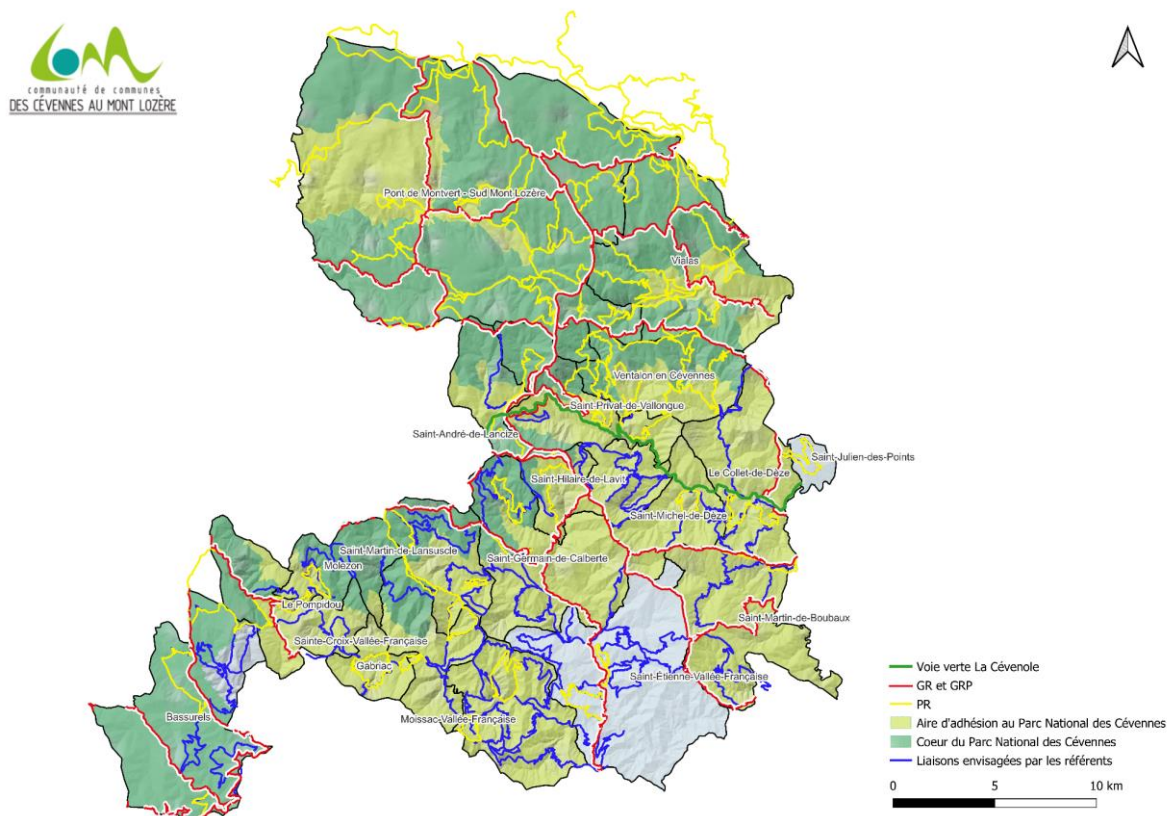 com
communauté de communes
DES CÉVENNES AU MONT LOZÈRE
Pont de Montvert - Sud Mont Lozère
Vialas
Ventalon en Cévennes
Saint-Privat-de-Vallongue
Saint-André-de-Lancize
Saint-Julien-des-Points
Le Collet-de-Dèze
Saint-Hilaire-de-Lavit
Saint-Michel-de-Dèze
Saint-Martin-de-Lansuscle
Saint-Germain-de-Calberte
Molezon
Le Pompidou
Saint-Martin-de-Boubaux
Sainte-Croix-Vallée-Française
Gabriac
Saint-Etienne-Vallée-Française
Bassurels
Moissac-Vallée-Française
Voie verte La Cévenole
GR et GRP
PR
Aire d'adhésion au Parc National des Cévennes
Coeur du Parc National des Cévennes
Liaisons envisagées par les référents
0 5 10 km